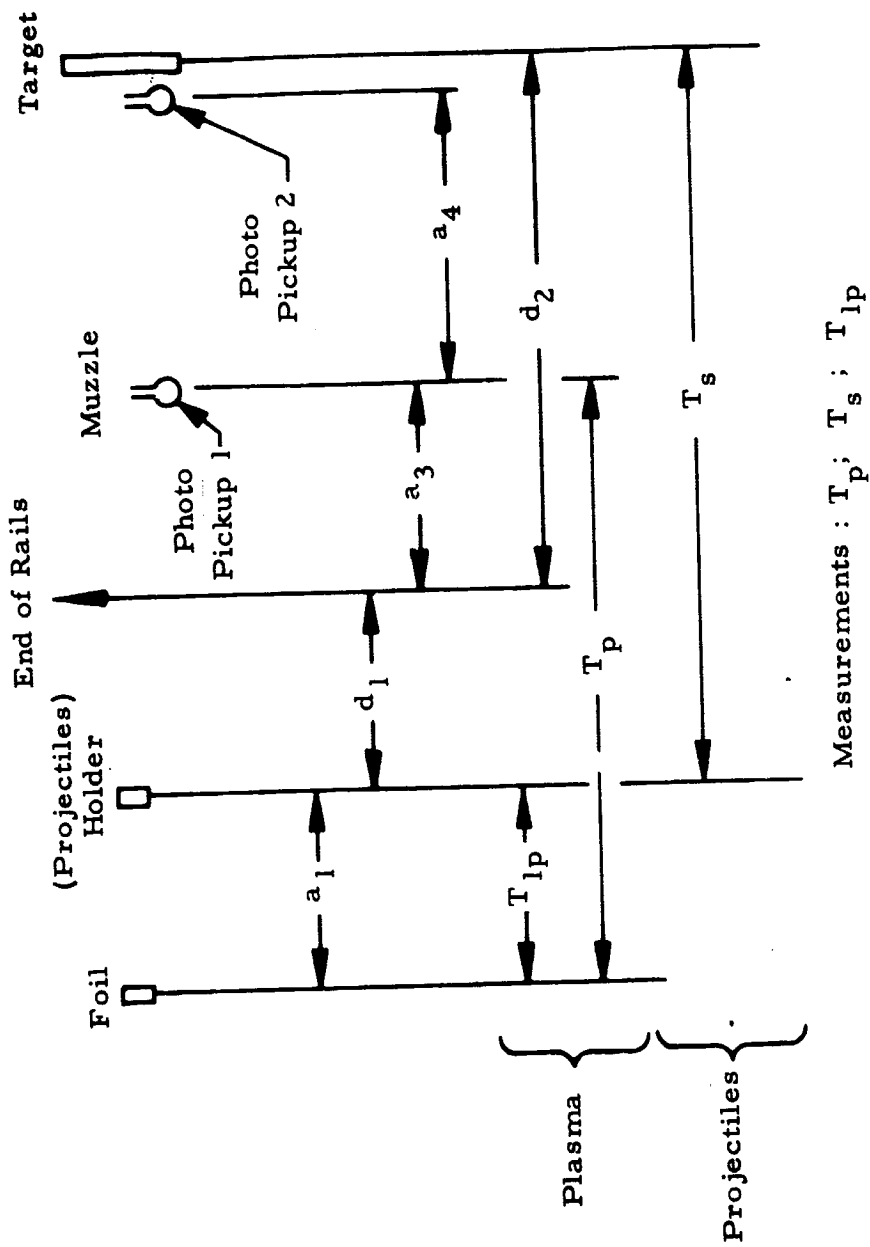 End of Rails
Target
Muzzle
(Projectiles)
Holder
Foil
Photo
Pickup 1
Photo
Pickup 2
a1
d1
a3
a4
T1p
d2
Tp
Ts
Plasma
Projectiles
Measurements : Tp; Ts ; T1p